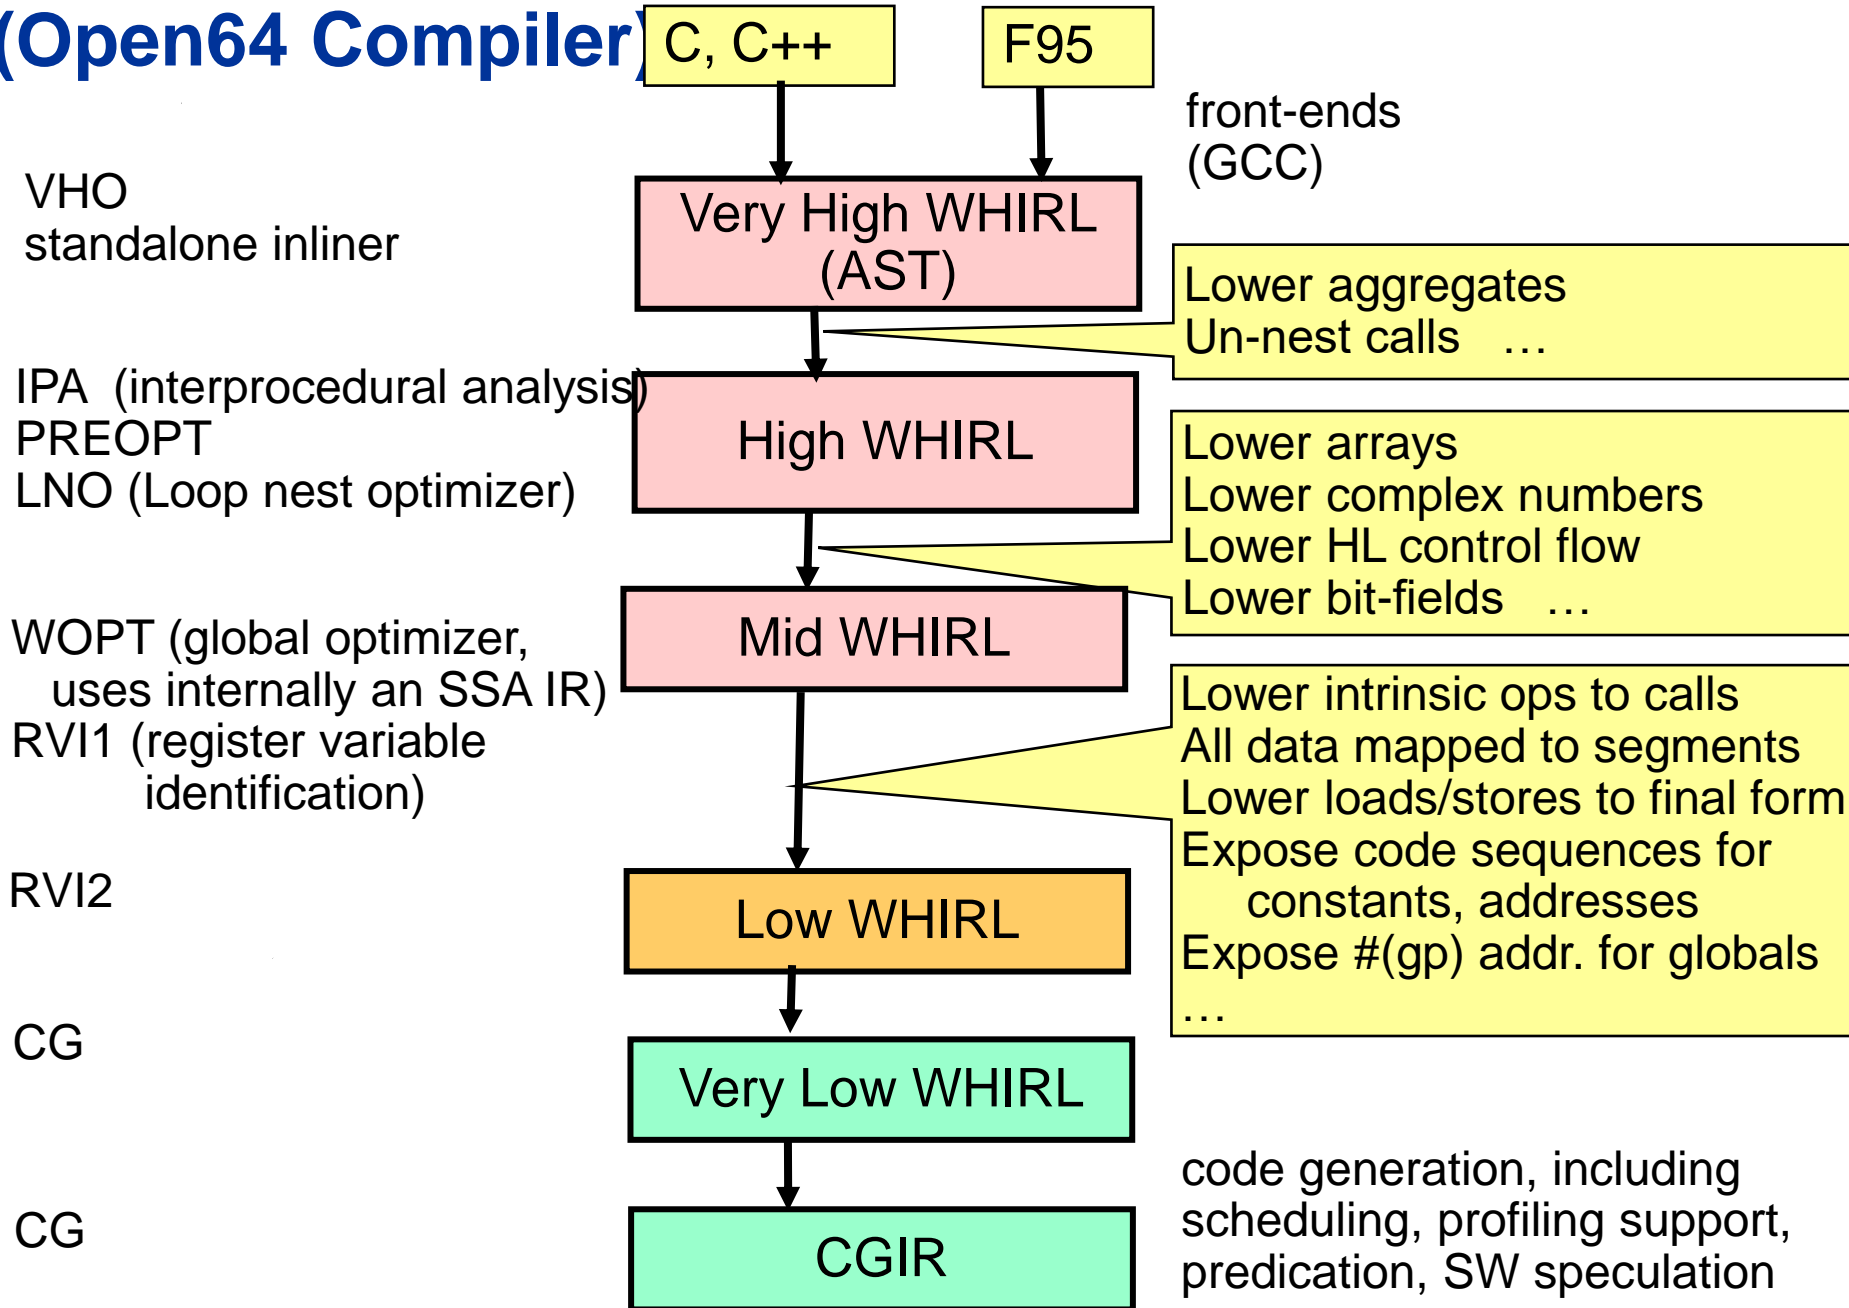 (Open64 Compiler)
C, C++
F95
front-ends
(GCC)
VHO
standalone inliner
Very High WHIRL
(AST)
Lower aggregates
Un-nest calls …
IPA (interprocedural analysis)
PREOPT
LNO (Loop nest optimizer)
High WHIRL
Lower arrays
Lower complex numbers
Lower HL control flow
Lower bit-fields …
WOPT (global optimizer,
uses internally an SSA IR)
RVI1 (register variable
identification)
Mid WHIRL
Lower intrinsic ops to calls
All data mapped to segments
Lower loads/stores to final form
Expose code sequences for
constants, addresses
Expose #(gp) addr. for globals
…
RVI2
Low WHIRL
CG
Very Low WHIRL
CG
CGIR
code generation, including
scheduling, profiling support,
predication, SW speculation